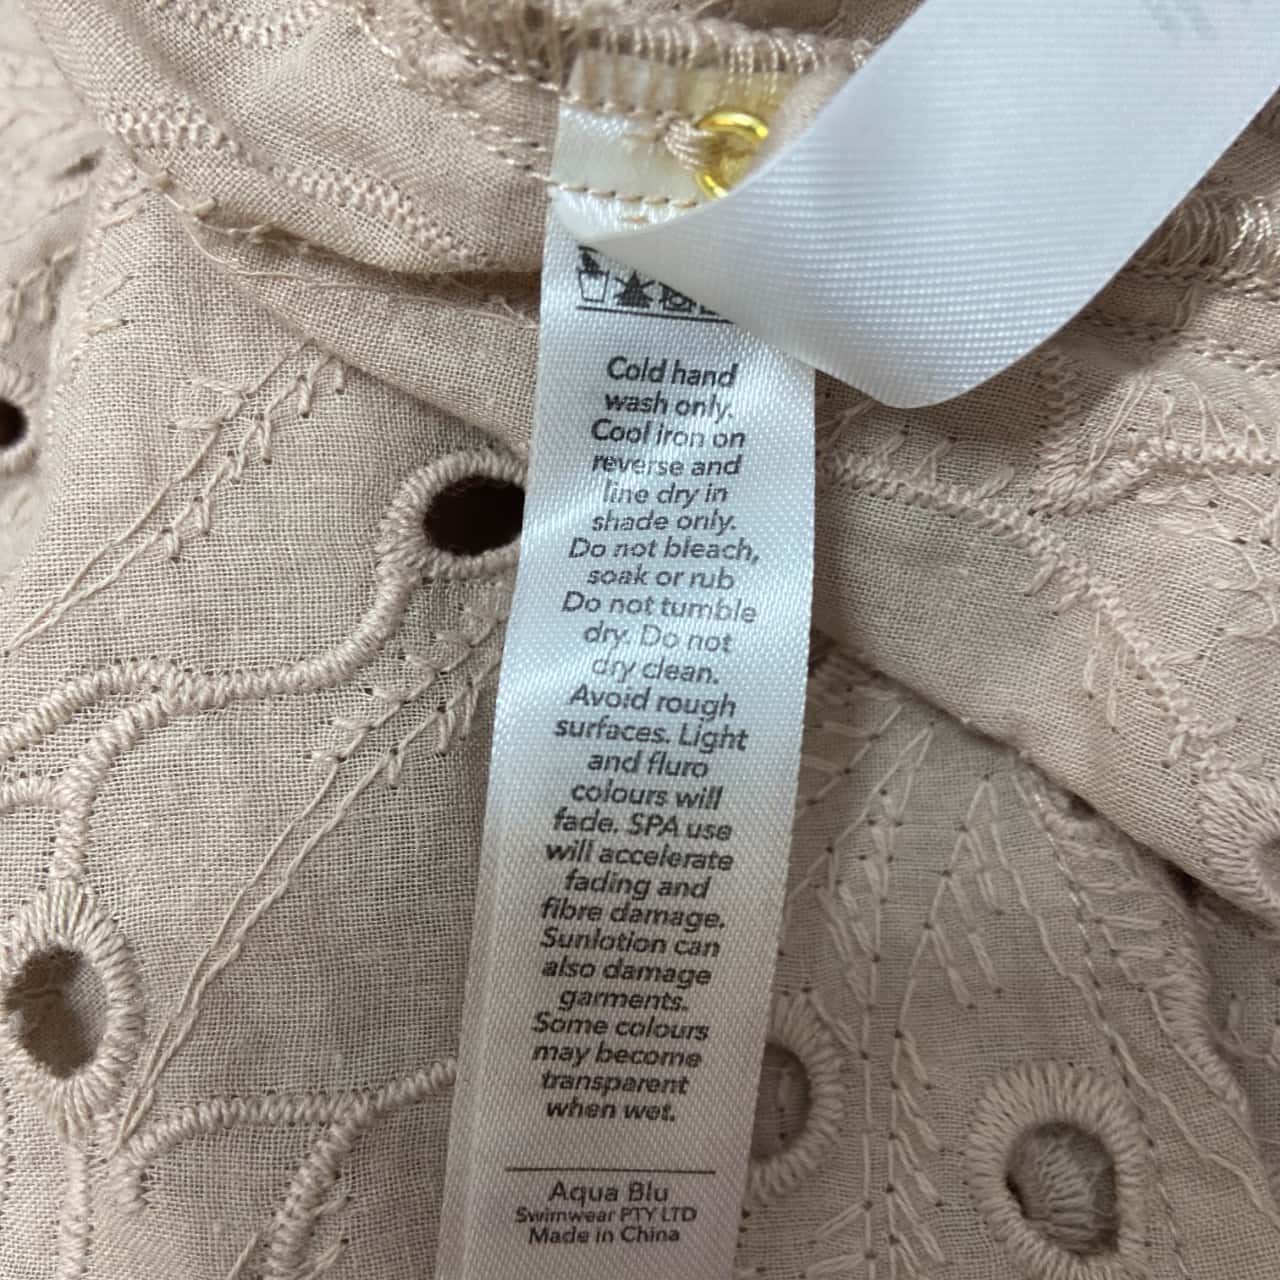 Cold hand
wash only.
Cool iron on
reverse and
line dry in
shade only.
Do not bleach,
soak or rub
Do not tumble
dry. Do not
dry clean.
Avoid rough
surfaces. Light
and fluro
colours will
fade. SPA use
will accelerate
fading and
fibre damage.
Sunlotion can
also damage
garments.
Some colours
may become
transparent
when wet.
Aqua Blu
Swimwear PTY LTD
Made in China